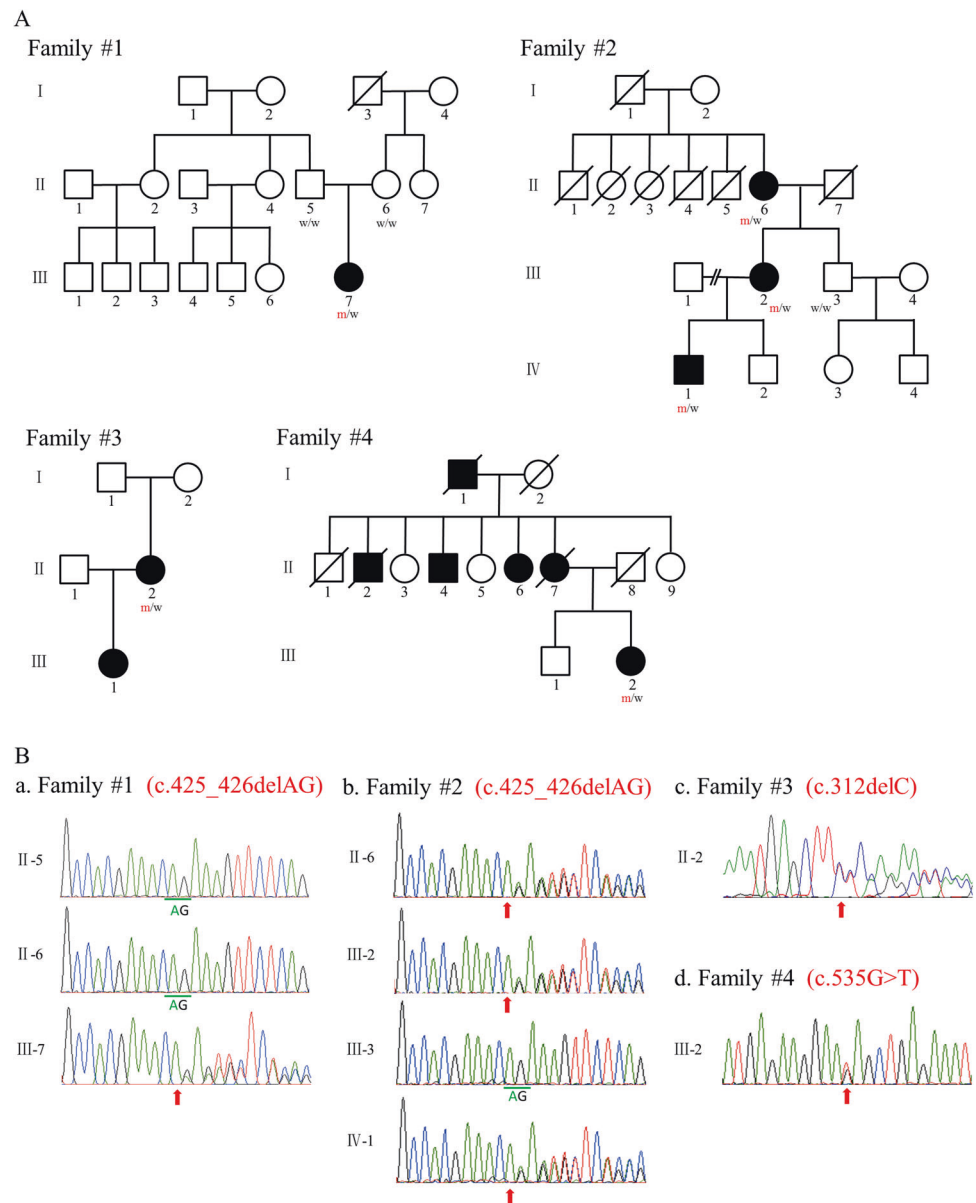 A
Family #1
I
1 2 3 4
II
1 2 3 4 5 6 7
w/w w/w
III
1 2 3 4 5 6 7
m/w
Family #2
I
1 2
II
1 2 3 4 5 6 7
m/w
III
1 2 m/w w/w 3 4
IV
1 2 3 4
m/w
Family #3
I
1 2
II
1 2
m/w
III
1
Family #4
I
1 2
II
1 2 3 4 5 6 7 8 9
III
1 2
m/w
B
a. Family #1 (c.425_426delAG)
II-5
AG
II-6
AG
III-7
b. Family #2 (c.425_426delAG)
II-6
III-2
III-3
AG
IV-1
c. Family #3 (c.312delC)
II-2
d. Family #4 (c.535G>T)
III-2